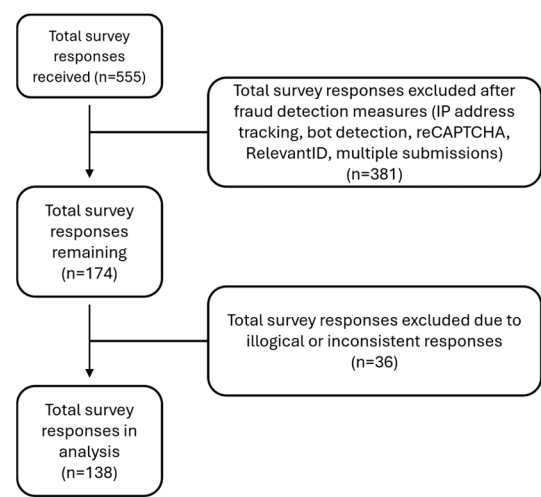 Total survey
responses
received (n=555)
Total survey responses excluded after
fraud detection measures (IP address
tracking, bot detection, reCAPTCHA,
RelevantID, multiple submissions)
(n=381)
Total survey
responses
remaining
(n=174)
Total survey responses excluded due to
illogical or inconsistent responses
(n=36)
Total survey
responses in
analysis
(n=138)